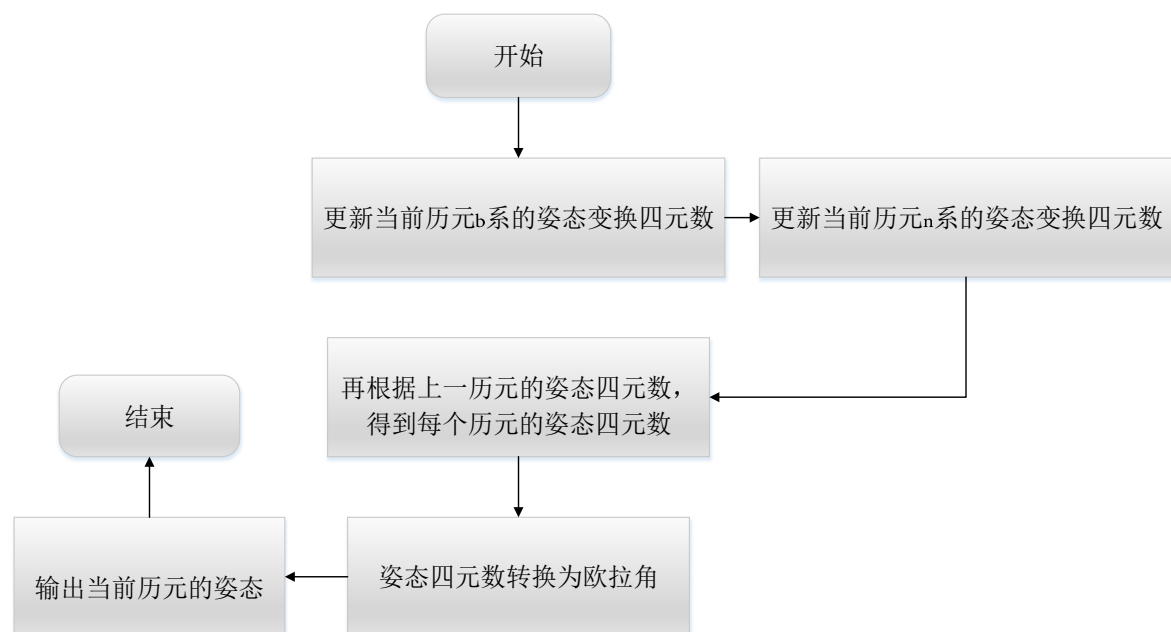 开始
更新当前历元b系的姿态变换四元数
更新当前历元n系的姿态变换四元数
再根据上一历元的姿态四元数，
得到每个历元的姿态四元数
姿态四元数转换为欧拉角
输出当前历元的姿态
结束